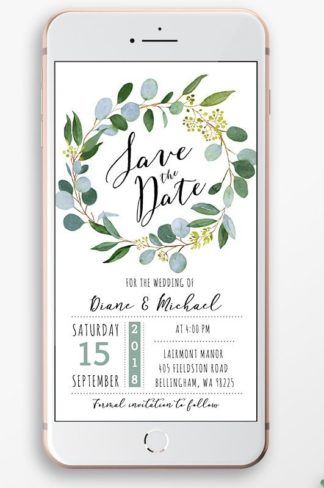 Save
the
Date
FOR THE WEDDING OF
Diane & Michael
SATURDAY
15
SEPTEMBER
2018
AT 4:00 PM
LAIRMONT MANOR
405 FIELDSTON ROAD
BELLINGHAM, WA 98225
Formal invitation to follow